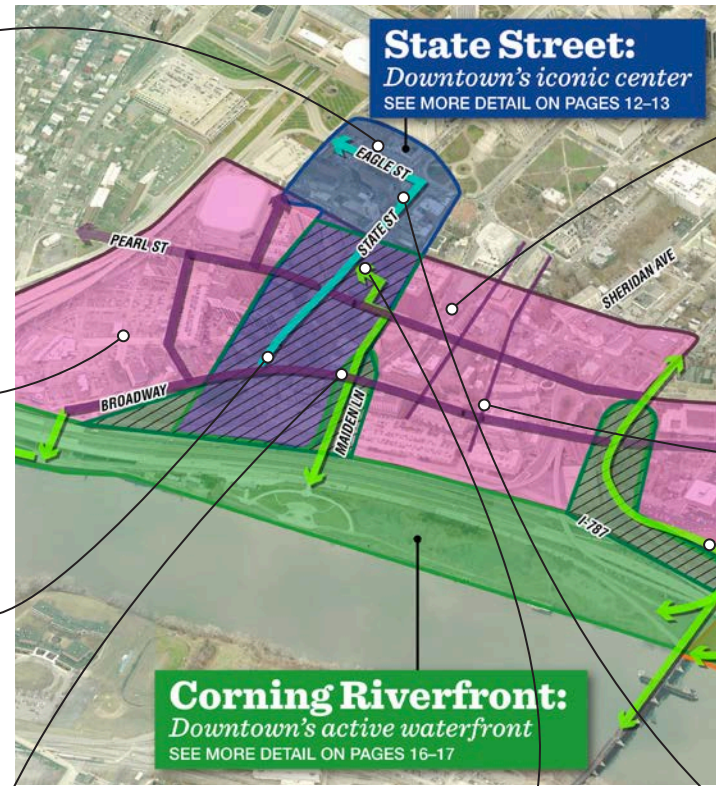 State Street:
Downtown's iconic center
SEE MORE DETAIL ON PAGES 12–13
EAGLE ST
STATE ST
PEARL ST
SHERIDAN AVE
BROADWAY
MAIDEN LN
I-787
Corning Riverfront:
Downtown's active waterfront
SEE MORE DETAIL ON PAGES 16–17